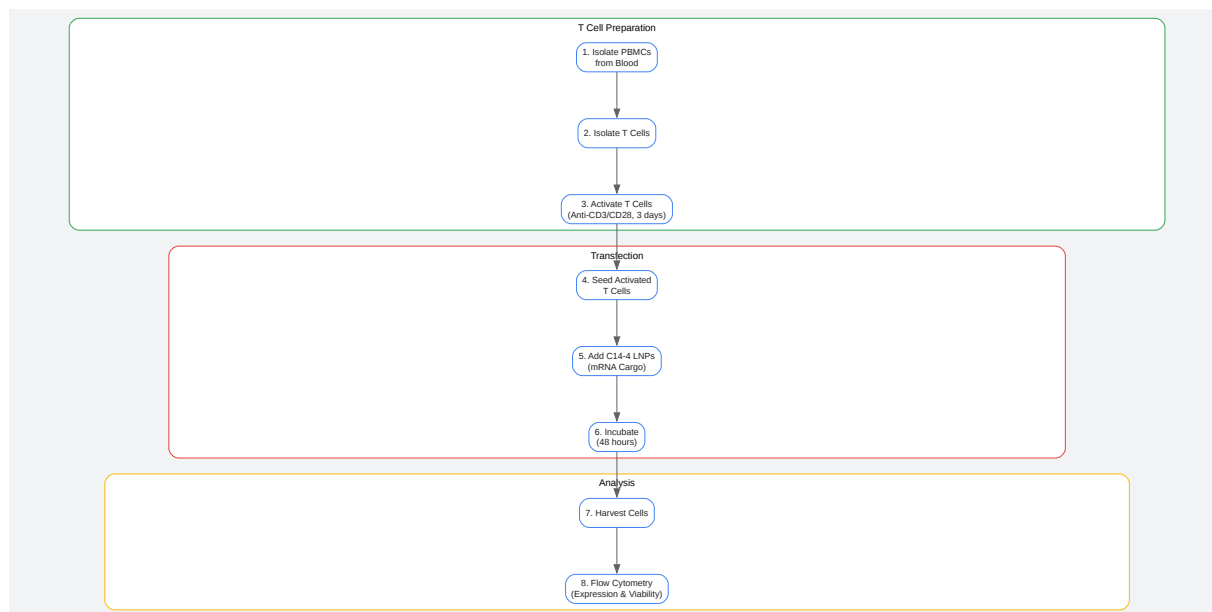 T Cell Preparation
1. Isolate PBMCs
from Blood
2. Isolate T Cells
3. Activate T Cells
(Anti-CD3/CD28, 3 days)
Transfection
4. Seed Activated
T Cells
5. Add C14-4 LNPs
(mRNA Cargo)
6. Incubate
(48 hours)
Analysis
7. Harvest Cells
8. Flow Cytometry
(Expression & Viability)